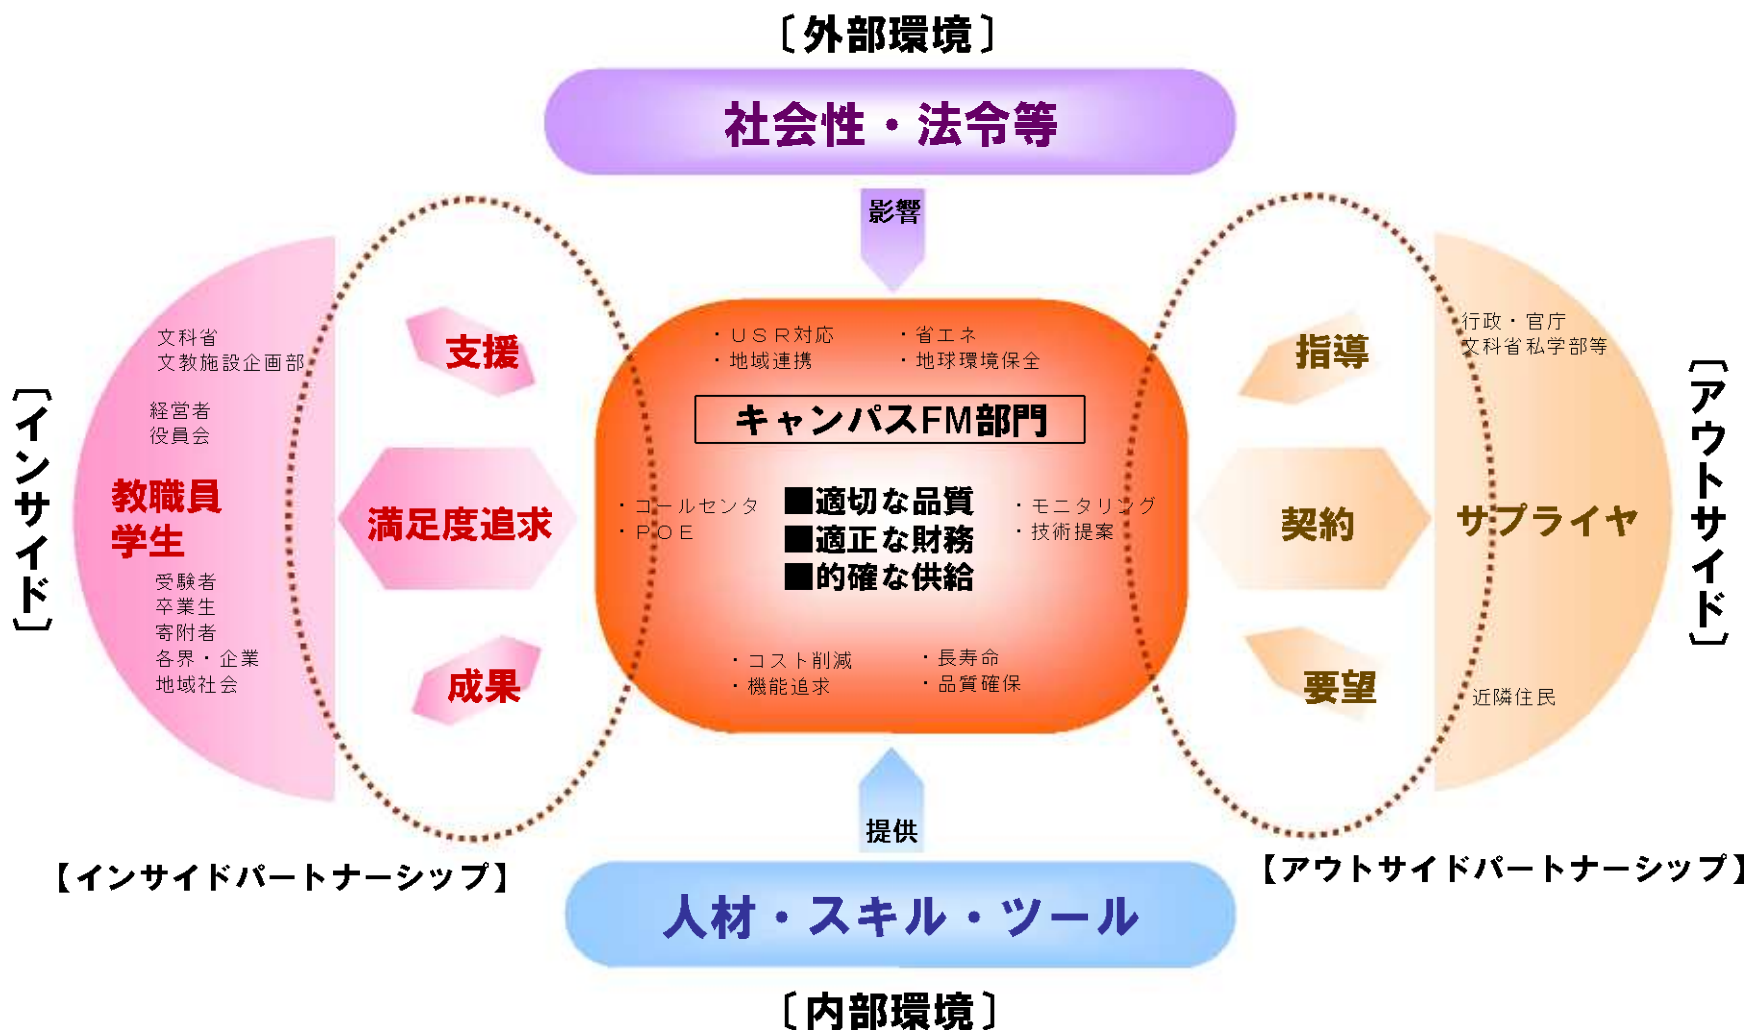 〔外部環境〕
社会性・法令等
影響
〔インサイド〕
文科省
文教施設企画部
経営者
役員会
教職員
学生
受験者
卒業生
寄附者
各界・企業
地域社会
支援
満足度追求
成果
・USR対応
・地域連携
・省エネ
・地球環境保全
キャンパスFM部門
・コールセンタ
・POE
■適切な品質
■適正な財務
■的確な供給
・モニタリング
・技術提案
・コスト削減
・機能追求
・長寿命
・品質確保
指導
契約
要望
行政・官庁
文科省私学部等
サプライヤ
近隣住民
〔アウトサイド〕
【インサイドパートナーシップ】
提供
【アウトサイドパートナーシップ】
人材・スキル・ツール
〔内部環境〕